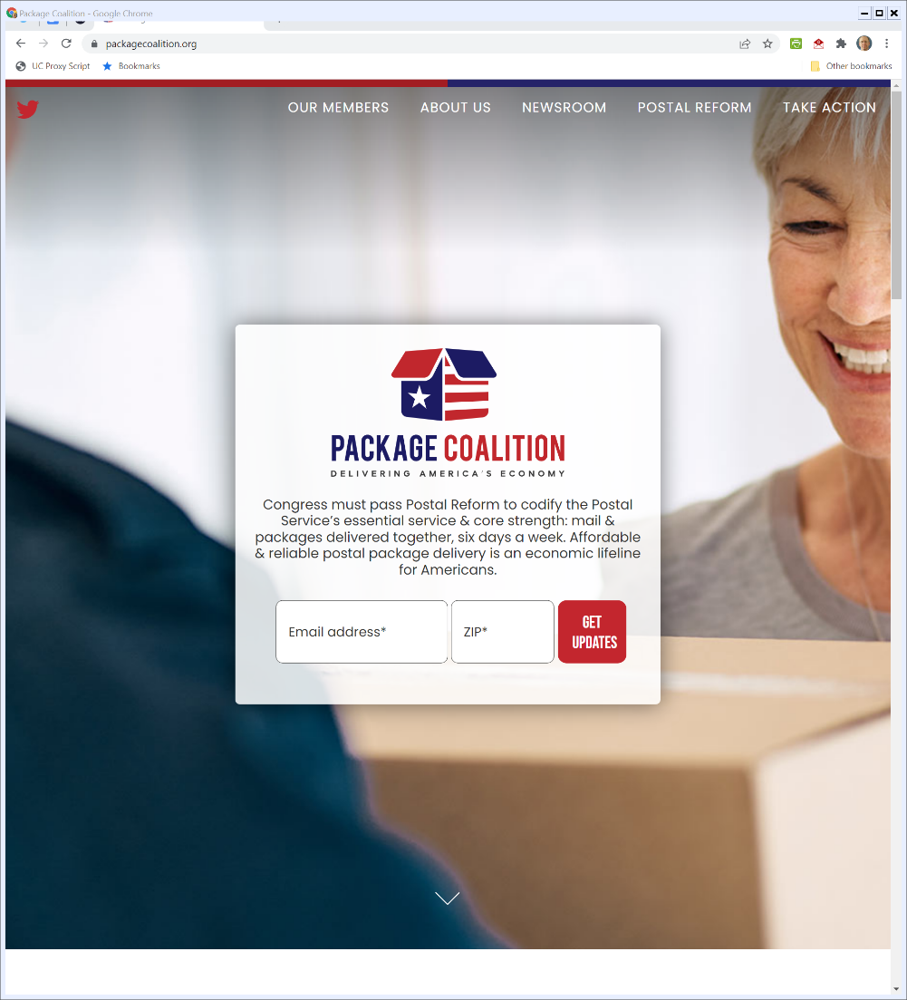 Package Coalition - Google Chrome
packagecoalition.org
UC Proxy Script
Bookmarks
Other bookmarks
OUR MEMBERS
ABOUT US
NEWSROOM
POSTAL REFORM
TAKE ACTION
PACKAGE COALITION
DELIVERING AMERICA'S ECONOMY
Congress must pass Postal Reform to codify the Postal
Service’s essential service & core strength: mail &
packages delivered together, six days a week. Affordable
& reliable postal package delivery is an economic lifeline
for Americans.
Email address*
ZIP*
GET
UPDATES